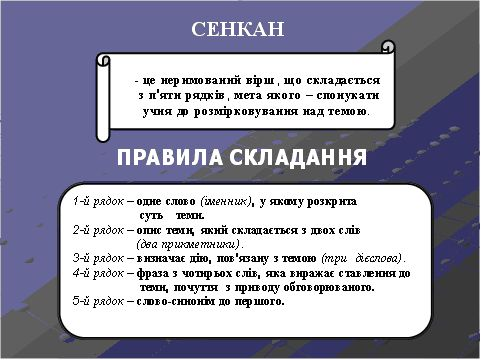 СЕНКАН
- це неримований вірш, що складається
з п'яти рядків, мета якого – спонукати
учня до розмірковування над темою.
ПРАВИЛА СКЛАДАННЯ
1-й рядок – одне слово (іменник), у якому розкрита
суть теми.
2-й рядок – опис теми, який складається з двох слів
(два прикметники).
3-й рядок – визначає дію, пов'язану з темою (три дієслова).
4-й рядок – фраза з чотирьох слів, яка виражає ставлення до
теми, почуття з приводу обговорюваного.
5-й рядок – слово-синонім до першого.